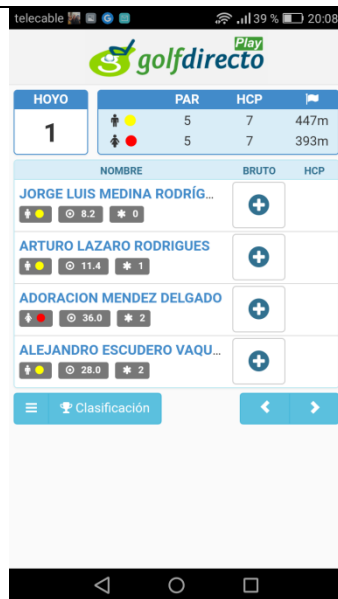 telecable 39 % 20:08
Play
golfdirecto
HOYO PAR HCP
1
5 7 447m
5 7 393m
NOMBRE BRUTO HCP
JORGE LUIS MEDINA RODRÍG...
8.2 0
ARTURO LAZARO RODRIGUES
11.4 1
ADORACION MENDEZ DELGADO
36.0 2
ALEJANDRO ESCUDERO VAQU...
28.0 2
Clasificación